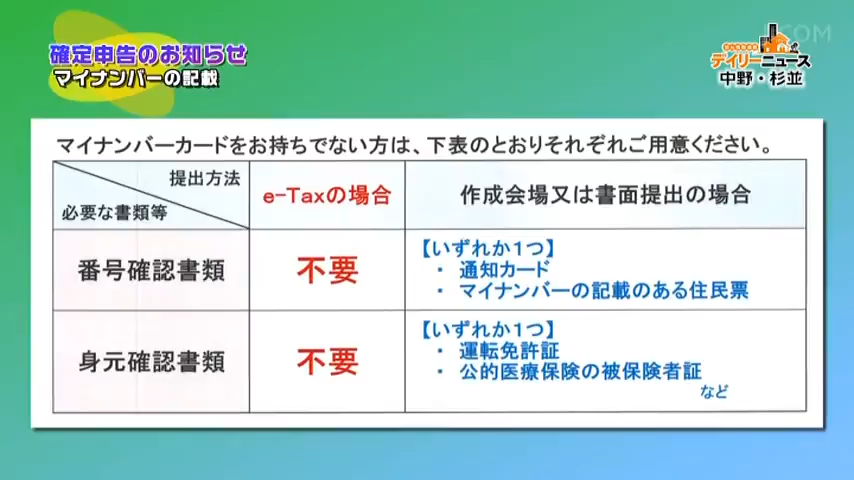 確定申告のお知らせ
マイナンバーの記載
J:COM
デイリーニュース
中野・杉並
マイナンバーカードをお持ちでない方は、下表のとおりそれぞれご用意ください。
提出方法
必要な書類等
e-Taxの場合
作成会場又は書面提出の場合
番号確認書類
不要
【いずれか1つ】
・ 通知カード
・ マイナンバーの記載のある住民票
身元確認書類
不要
【いずれか1つ】
・ 運転免許証
・ 公的医療保険の被保険者証
など